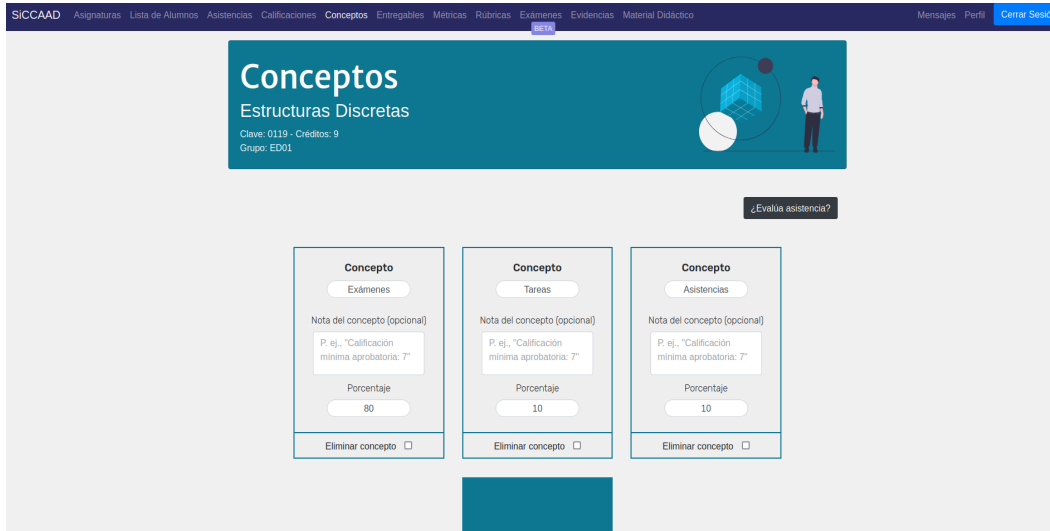 SiCCAAD Asignaturas Lista de Alumnos Asistencias Calificaciones Conceptos Entregables Métricas Rúbricas Exámenes Evidencias Material Didáctico Mensajes Perfil Cerrar Sesió
BETA
Conceptos
Estructuras Discretas
Clave: 0119 - Créditos: 9
Grupo: ED01
¿Evalúa asistencia?
Concepto Concepto Concepto
Exámenes Tareas Asistencias
Nota del concepto (opcional) Nota del concepto (opcional) Nota del concepto (opcional)
P. ej., "Calificación P. ej., "Calificación P. ej., "Calificación
mínima aprobatoria: 7" mínima aprobatoria: 7" mínima aprobatoria: 7"
Porcentaje Porcentaje Porcentaje
80 10 10
Eliminar concepto Eliminar concepto Eliminar concepto